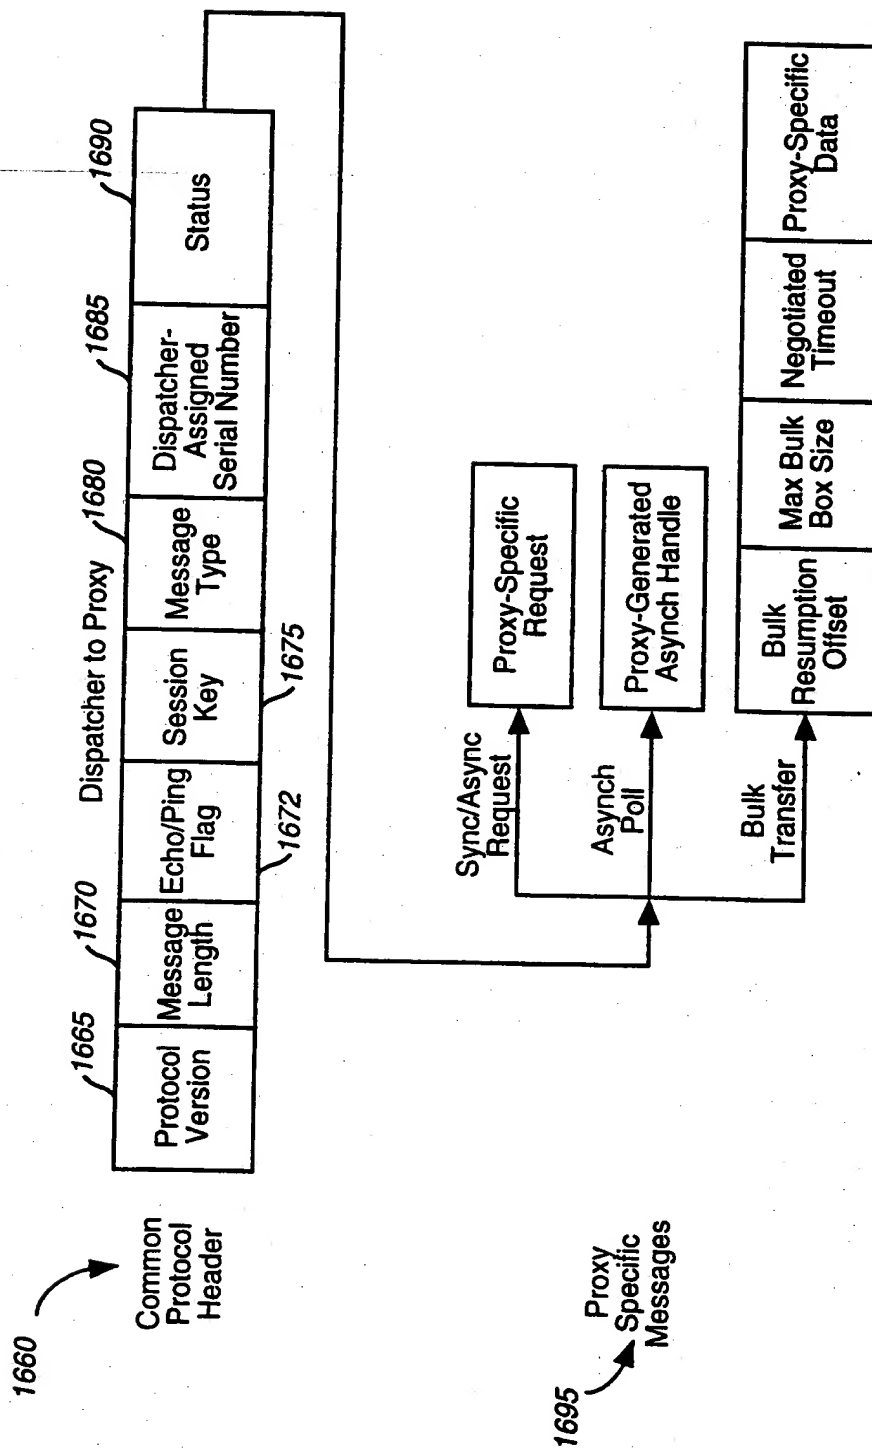 Dispatcher to Proxy
1660
Common
Protocol
Header
1665
Protocol
Version
1670
Message
Length
Echo/Ping
Flag
1672
Session
Key
1675
1680
Message
Type
1685
Dispatcher-
Assigned
Serial Number
1690
Status
1695
Proxy
Specific
Messages
Sync/Async
Request
Proxy-Specific
Request
Asynch
Poll
Proxy-Generated
Asynch Handle
Bulk
Transfer
Bulk
Resumption
Offset
Max Bulk
Box Size
Negotiated
Timeout
Proxy-Specific
Data